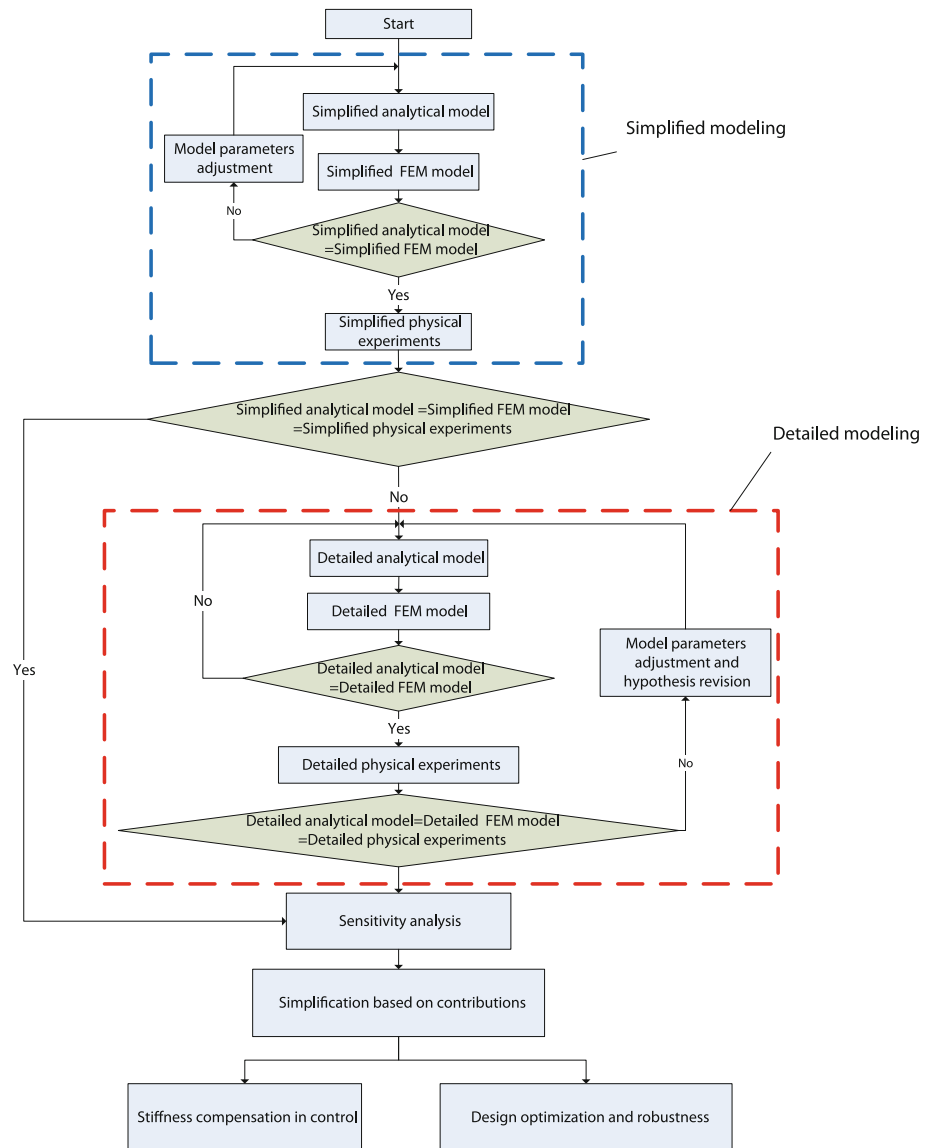 Start
Simplified analytical model
Simplified modeling
Model parameters
adjustment
Simplified FEM model
No
Simplified analytical model
=Simplified FEM model
Yes
Simplified physical
experiments
Simplified analytical model =Simplified FEM model
=Simplified physical experiments
Detailed modeling
No
Detailed analytical model
No
Detailed FEM model
Model parameters
adjustment and
hypothesis revision
Yes
Detailed analytical model
=Detailed FEM model
Yes
Detailed physical experiments
No
Detailed analytical model=Detailed FEM model
=Detailed physical experiments
Sensitivity analysis
Simplification based on contributions
Stiffness compensation in control
Design optimization and robustness